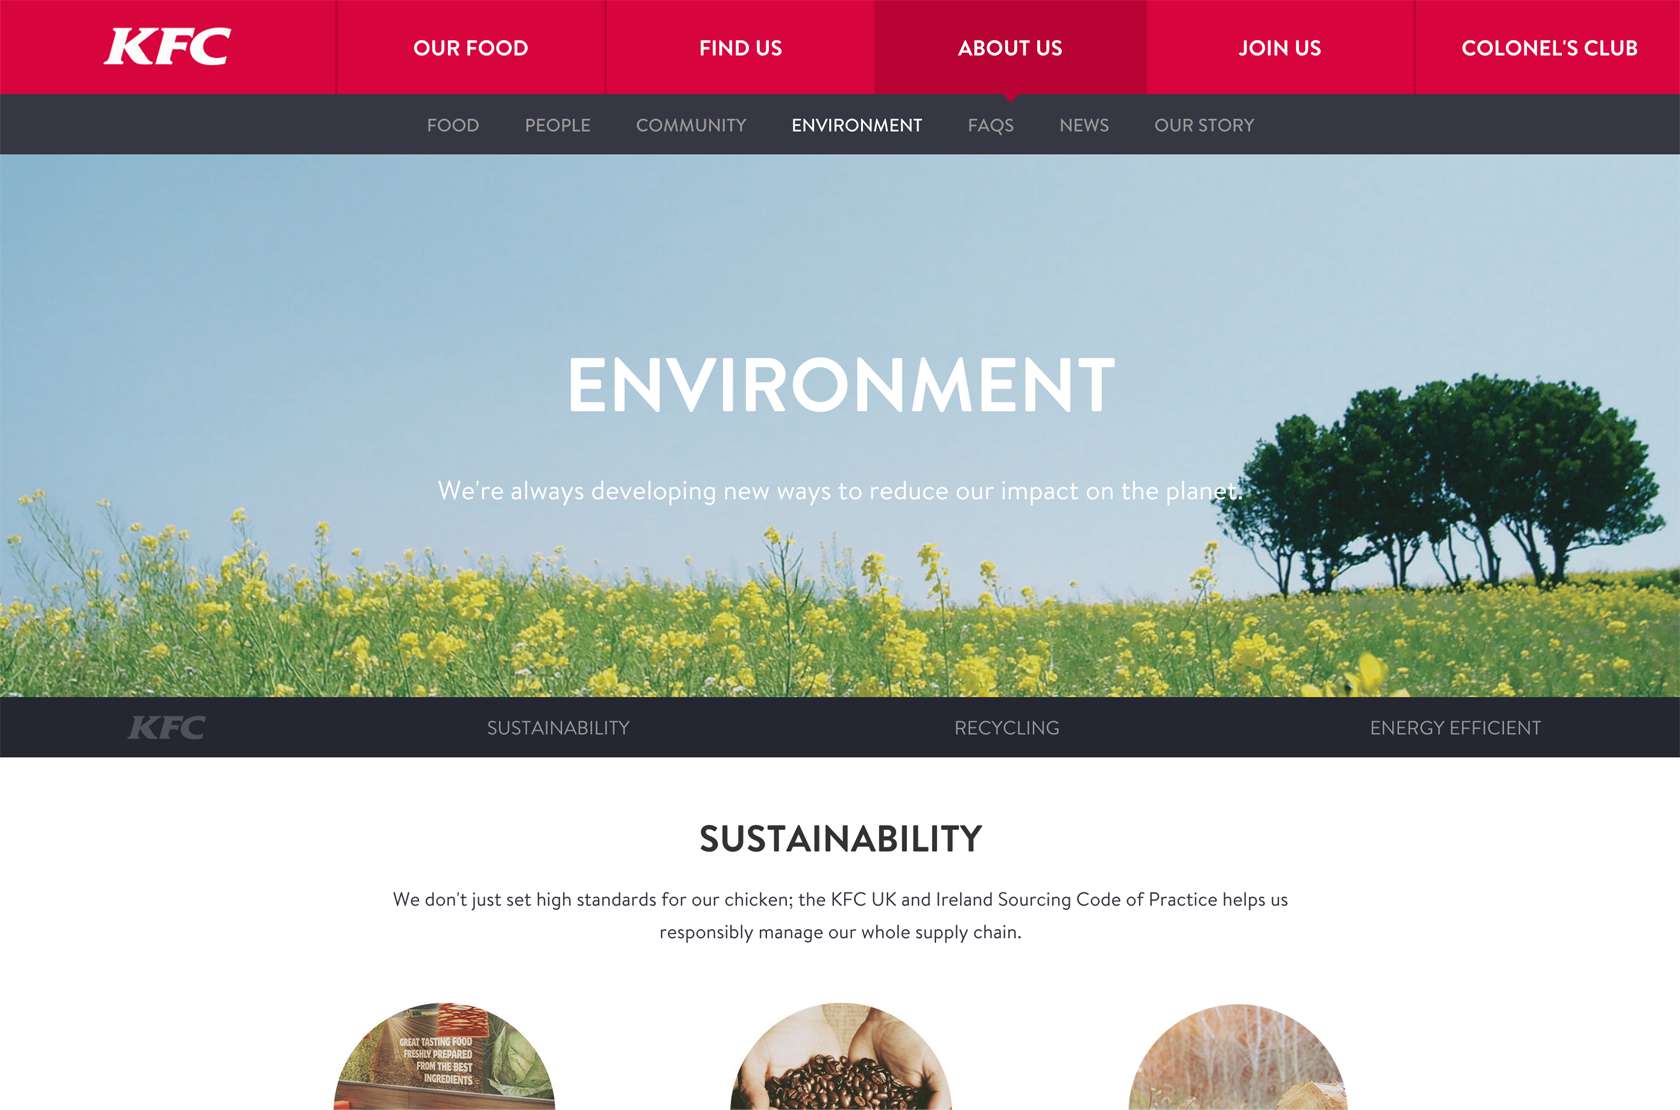 KFC
OUR FOOD
FIND US
ABOUT US
JOIN US
COLONEL'S CLUB
FOOD
PEOPLE
COMMUNITY
ENVIRONMENT
FAQS
NEWS
OUR STORY
ENVIRONMENT
We're always developing new ways to reduce our impact on the planet.
KFC
SUSTAINABILITY
RECYCLING
ENERGY EFFICIENT
SUSTAINABILITY
We don't just set high standards for our chicken; the KFC UK and Ireland Sourcing Code of Practice helps us
responsibly manage our whole supply chain.
GREAT TASTING FOOD
FRESHLY PREPARED
FROM THE BEST
INGREDIENTS